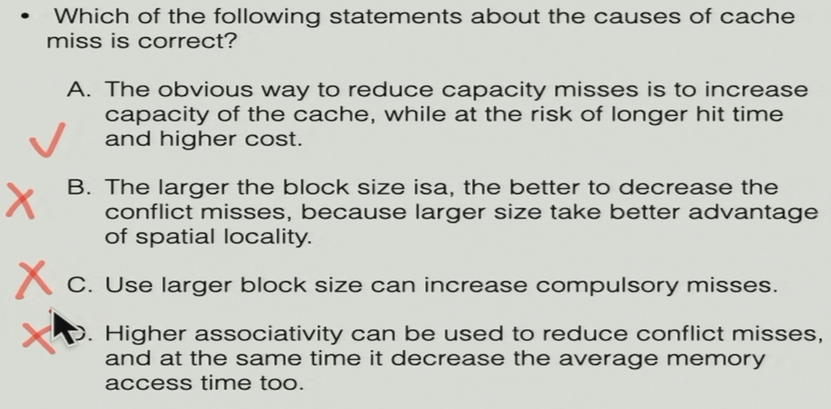 • Which of the following statements about the causes of cache
miss is correct?
A. The obvious way to reduce capacity misses is to increase
capacity of the cache, while at the risk of longer hit time
and higher cost.
B. The larger the block size isa, the better to decrease the
conflict misses, because larger size take better advantage
of spatial locality.
C. Use larger block size can increase compulsory misses.
Higher associativity can be used to reduce conflict misses,
and at the same time it decrease the average memory
access time too.